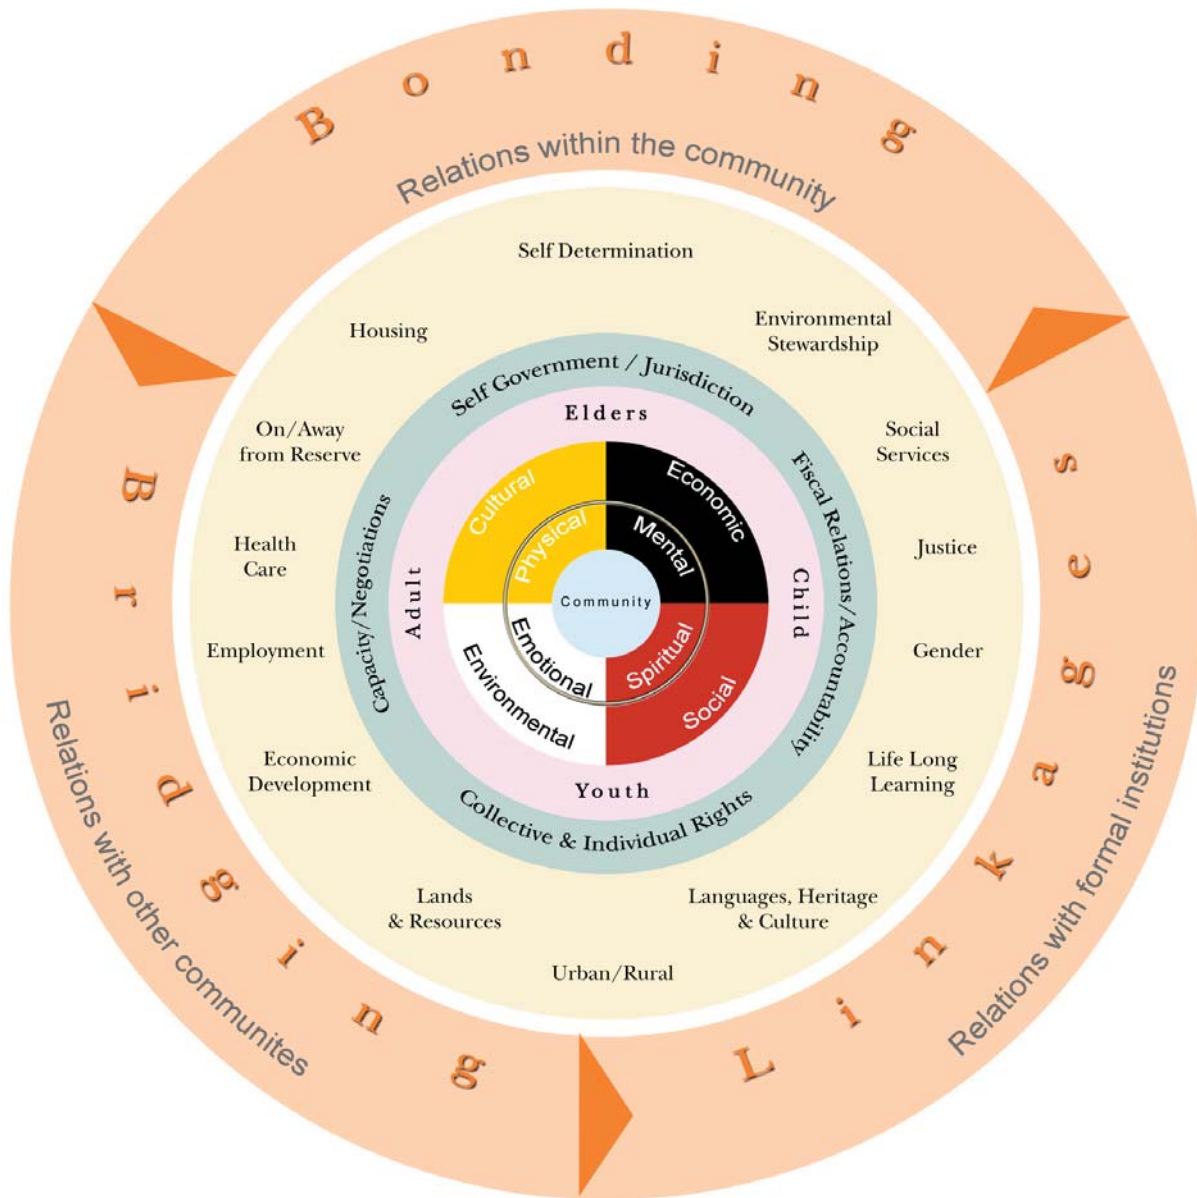 Bonding
Relations within the community
Self Determination
Housing
Environmental
Stewardship
On/Away
from Reserve
Social
Services
Health
Care
Justice
Employment
Gender
Economic
Development
Life Long
Learning
Lands
& Resources
Languages, Heritage
& Culture
Urban/Rural
Self Government / Jurisdiction
Fiscal Relations/Accountability
Collective & Individual Rights
Capacity/Negotiations
Elders
Child
Youth
Adult
Cultural
Economic
Social
Environmental
Physical
Mental
Spiritual
Emotional
Community
Bridging
Relations with other communites
Linkages
Relations with formal institutions